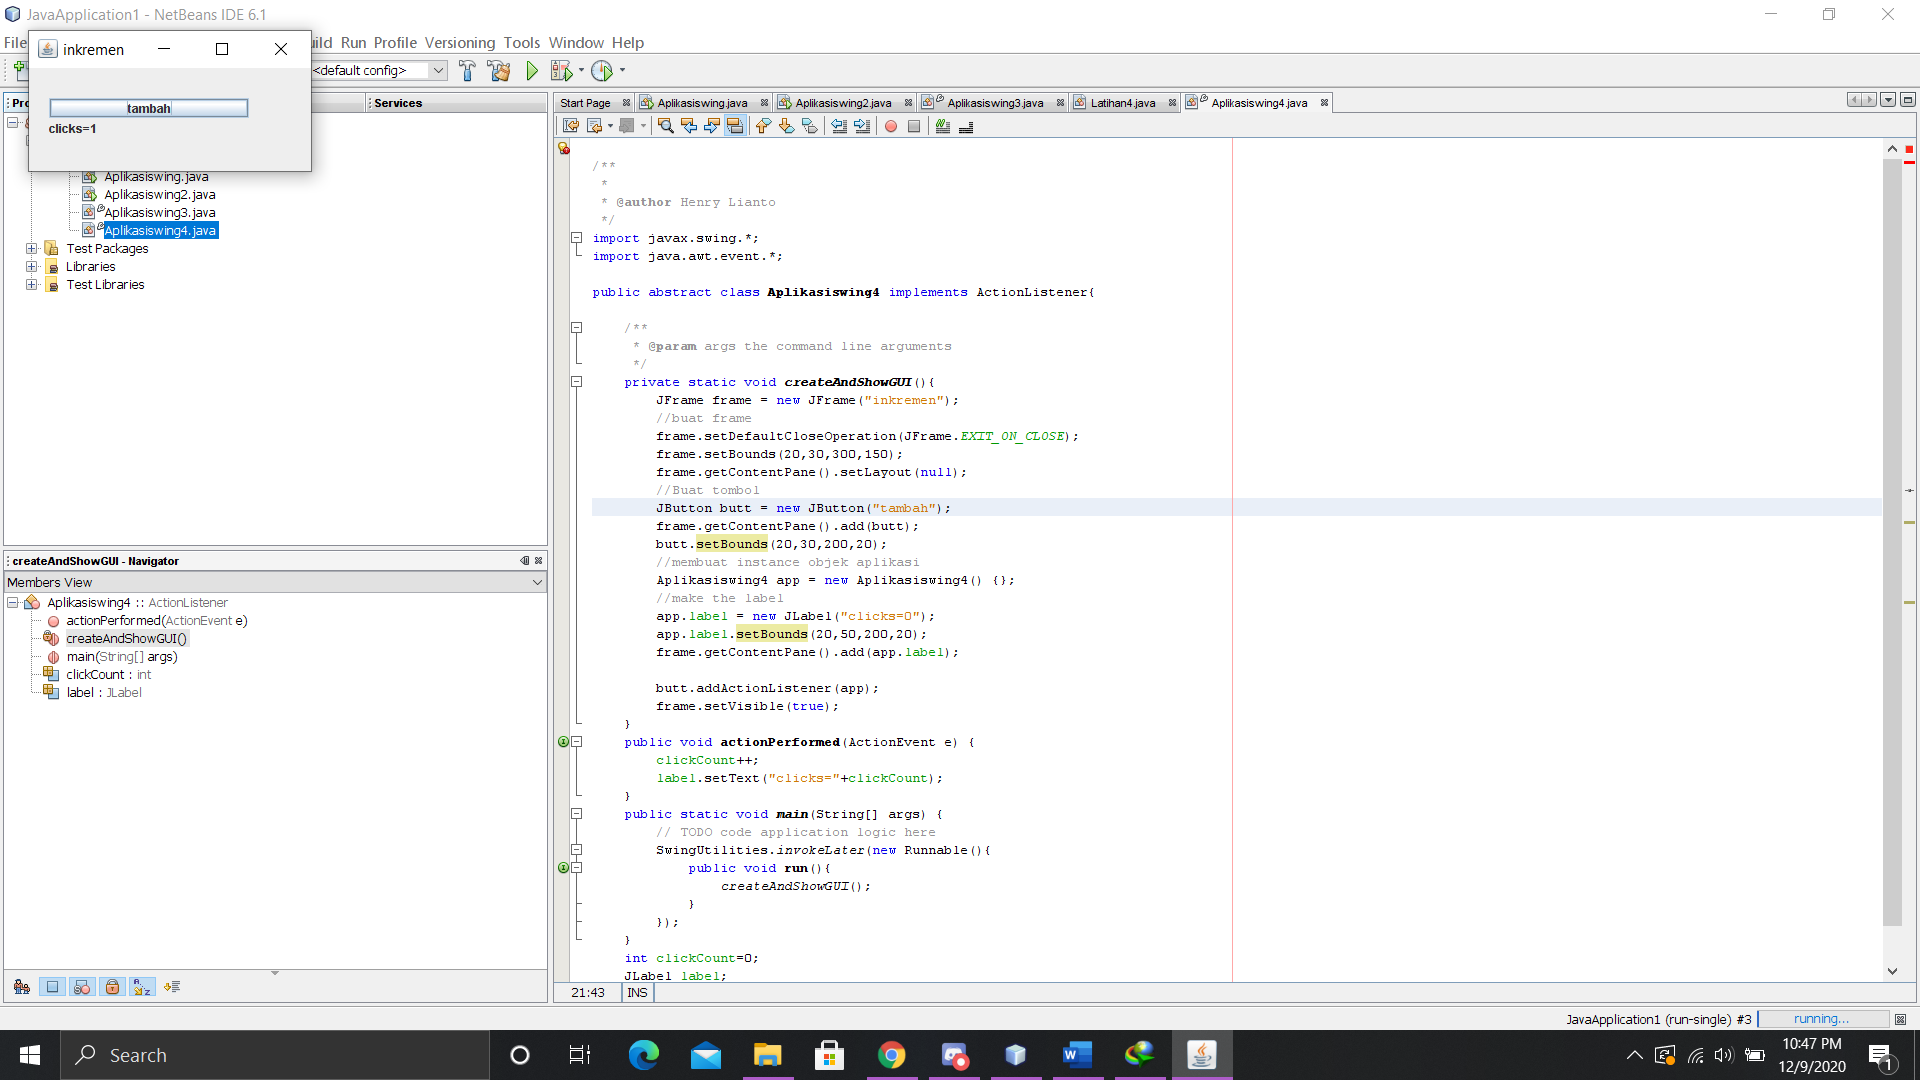 JavaApplication1 - NetBeans IDE 6.1
inkremen
tambah
clicks=1
File
Run Profile Versioning Tools Window Help
<default config>
Services
Aplikasiswing.java
Aplikasiswing2.java
Aplikasiswing3.java
Aplikasiswing4.java
Test Packages
Libraries
Test Libraries
createAndShowGUI - Navigator
Members View
Aplikasiswing4 :: ActionListener
actionPerformed(ActionEvent e)
createAndShowGUI()
main(String[] args)
clickCount : int
label : JLabel
Start Page Aplikasiswing.java Aplikasiswing2.java Aplikasiswing3.java Latihan4.java Aplikasiswing4.java
/**
*
* @author Henry Lianto
*/
import javax.swing.*;
import java.awt.event.*;
public abstract class Aplikasiswing4 implements ActionListener{
/**
* @param args the command line arguments
*/
private static void createAndShowGUI(){
JFrame frame = new JFrame("inkremen");
//buat frame
frame.setDefaultCloseOperation(JFrame.EXIT_ON_CLOSE);
frame.setBounds(20,30,300,150);
frame.getContentPane().setLayout(null);
//Buat tombol
JButton butt = new JButton("tambah");
frame.getContentPane().add(butt);
butt.setBounds(20,30,200,20);
//membuat instance objek aplikasi
Aplikasiswing4 app = new Aplikasiswing4() {};
//make the label
app.label = new JLabel("clicks=0");
app.label.setBounds(20,50,200,20);
frame.getContentPane().add(app.label);
butt.addActionListener(app);
frame.setVisible(true);
}
public void actionPerformed(ActionEvent e) {
clickCount++;
label.setText("clicks="+clickCount);
}
public static void main(String[] args) {
// TODO code application logic here
SwingUtilities.invokeLater(new Runnable(){
public void run(){
createAndShowGUI();
}
});
}
int clickCount=0;
JLabel label;
21:43 INS
JavaApplication1 (run-single) #3 running...
Search
10:47 PM
12/9/2020
1